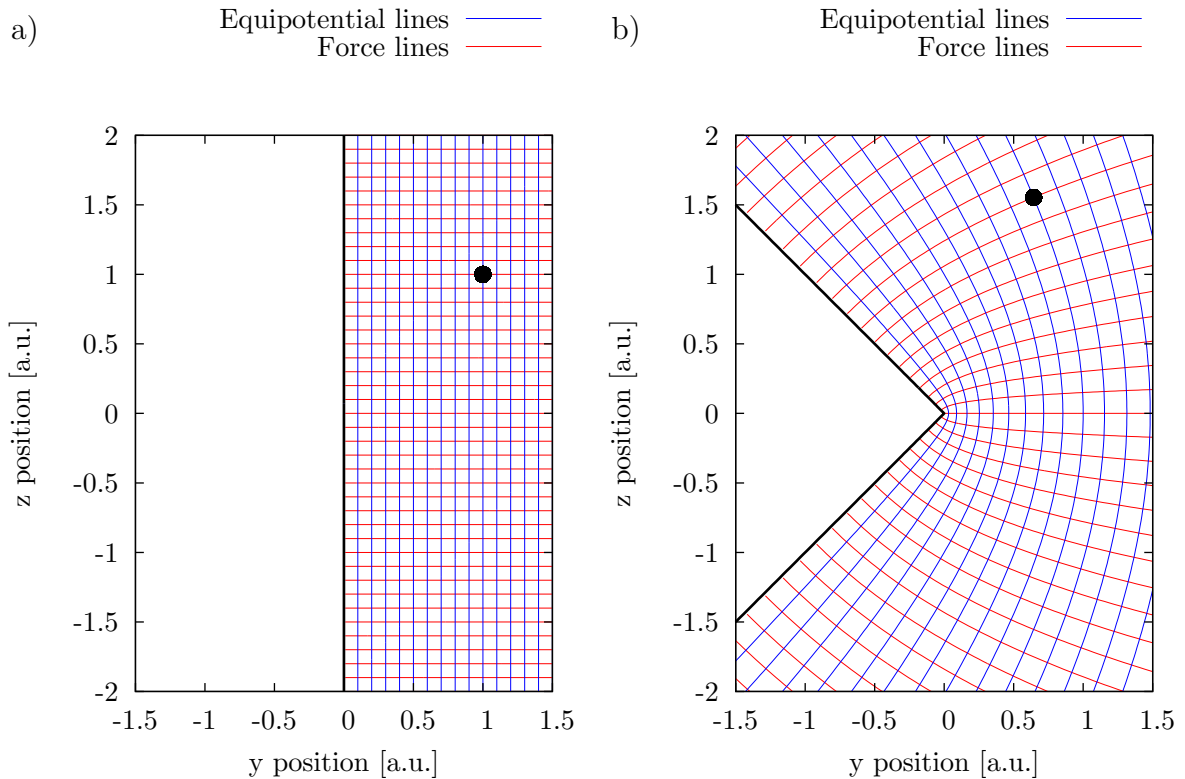 a)
Equipotential lines
Force lines
2
1.5
1
0.5
0
-0.5
-1
-1.5
-2
-1.5 -1 -0.5 0 0.5 1 1.5
z position [a.u.]
y position [a.u.]
b)
Equipotential lines
Force lines
2
1.5
1
0.5
0
-0.5
-1
-1.5
-2
-1.5 -1 -0.5 0 0.5 1 1.5
z position [a.u.]
y position [a.u.]